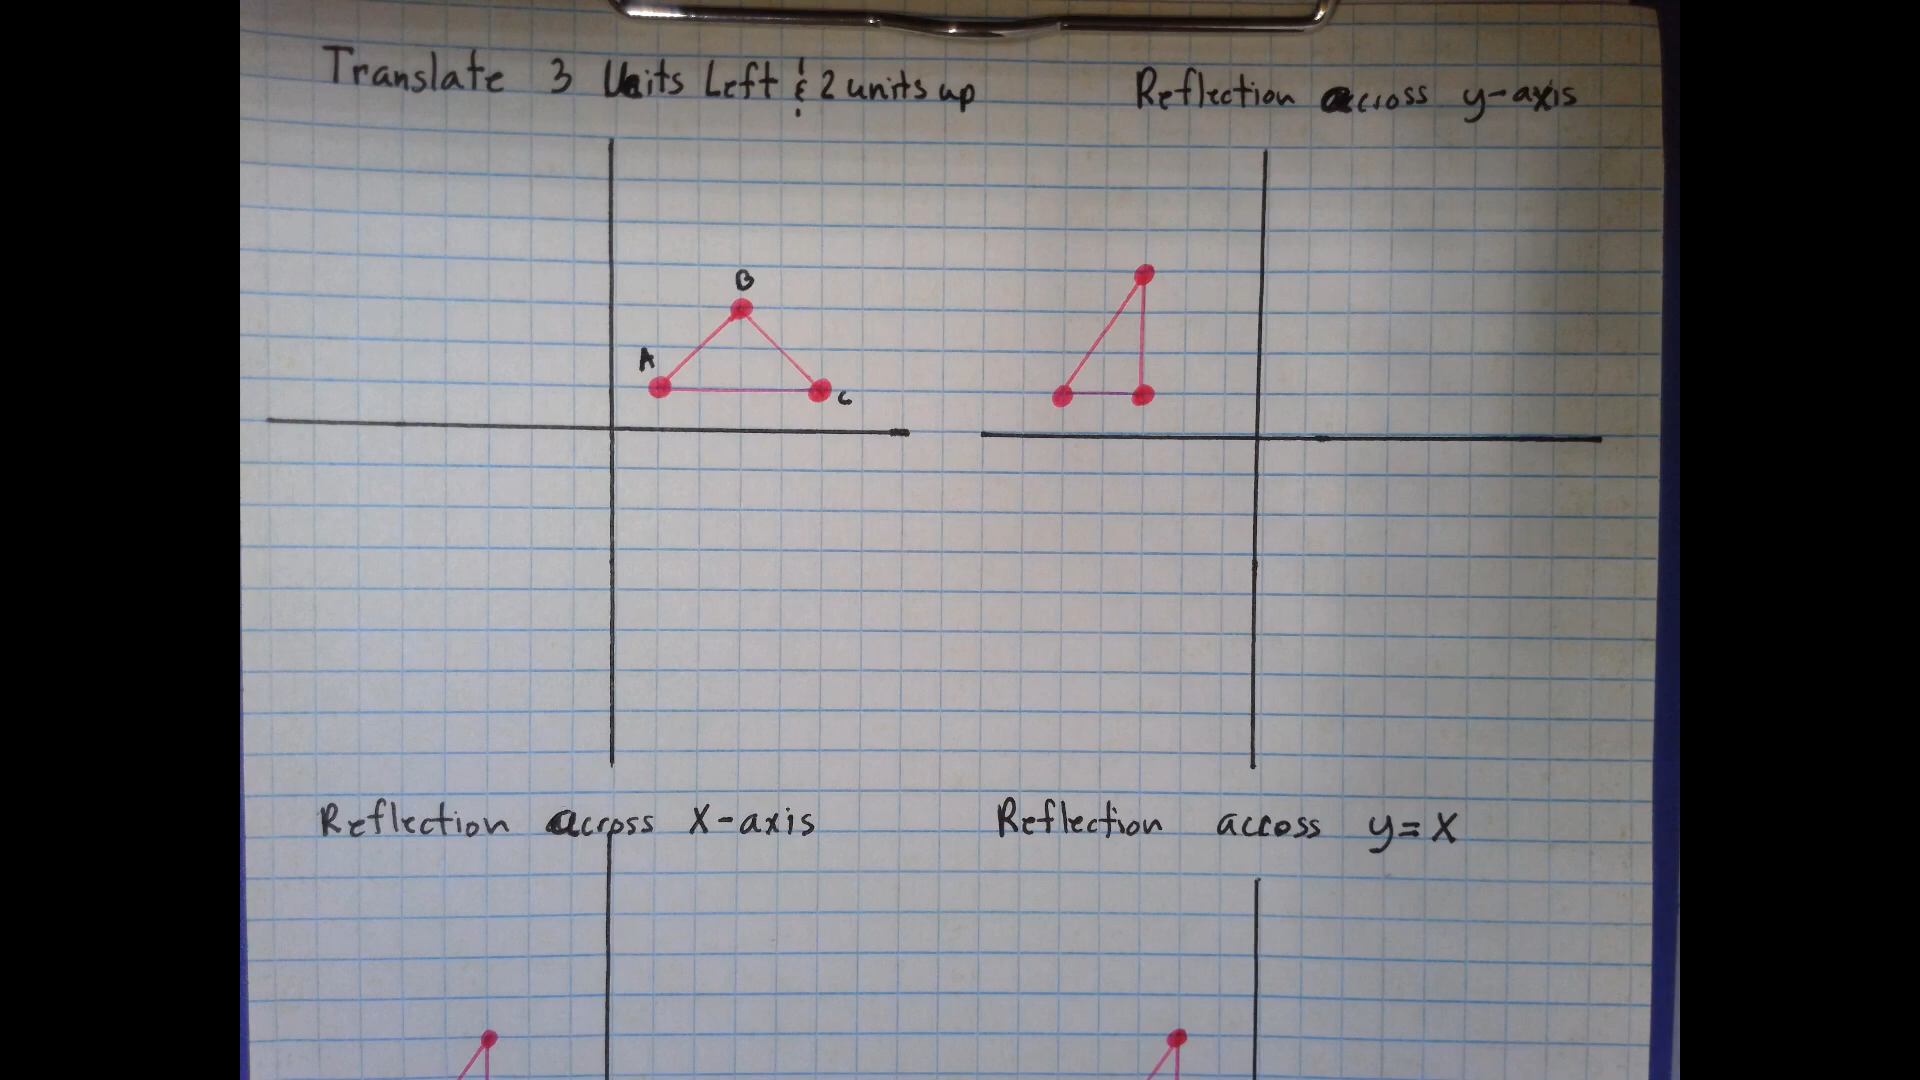 Translate 3 Units Left & 2 units up
Reflection across y-axis
B
A
C
Reflection across X-axis
Reflection across y=X